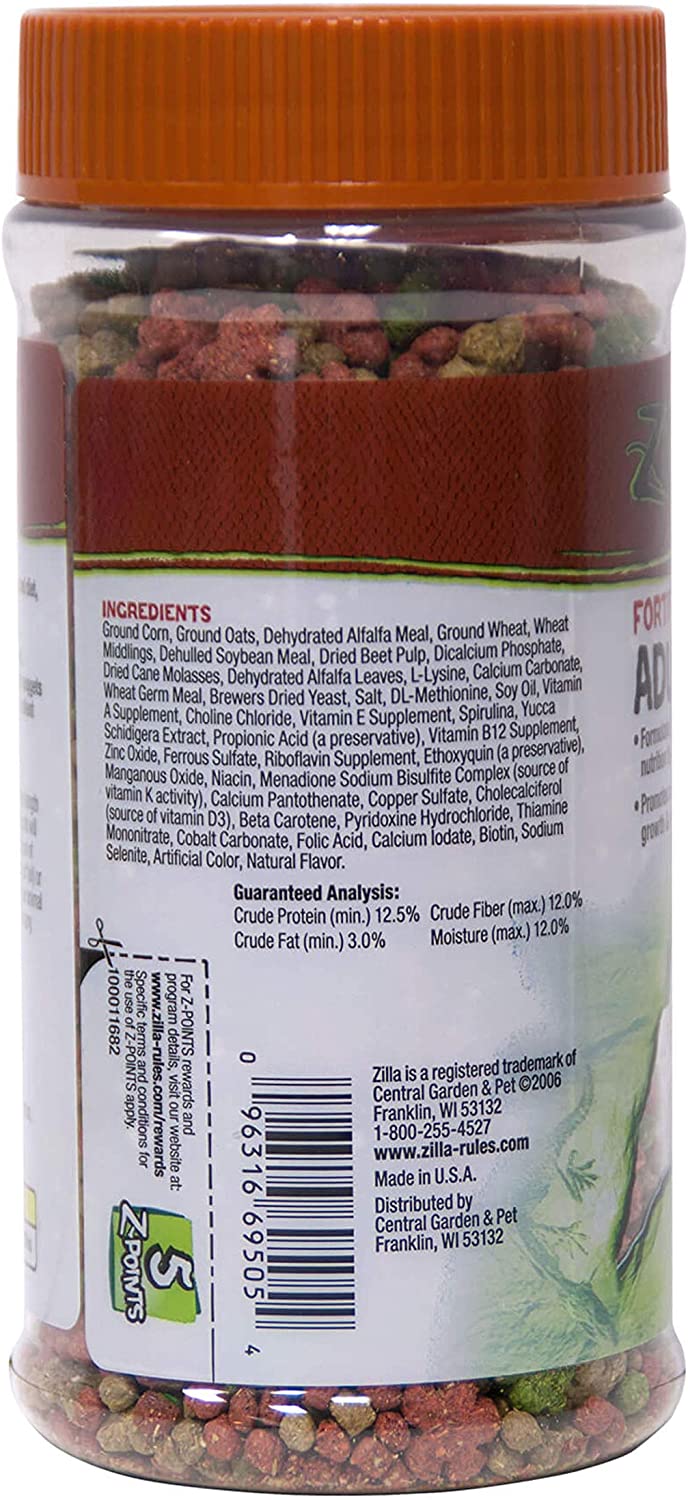 INGREDIENTS
Ground Corn, Ground Oats, Dehydrated Alfalfa Meal, Ground Wheat, Wheat
Middlings, Dehulled Soybean Meal, Dried Beet Pulp, Dicalcium Phosphate,
Dried Cane Molasses, Dehydrated Alfalfa Leaves, L-Lysine, Calcium Carbonate,
Wheat Germ Meal, Brewers Dried Yeast, Salt, DL-Methionine, Soy Oil, Vitamin
A Supplement, Choline Chloride, Vitamin E Supplement, Spirulina, Yucca
Schidigera Extract, Propionic Acid (a preservative), Vitamin B12 Supplement,
Zinc Oxide, Ferrous Sulfate, Riboflavin Supplement, Ethoxyquin (a preservative),
Manganous Oxide, Niacin, Menadione Sodium Bisulfite Complex (source of
vitamin K activity), Calcium Pantothenate, Copper Sulfate, Cholecalciferol
(source of vitamin D3), Beta Carotene, Pyridoxine Hydrochloride, Thiamine
Mononitrate, Cobalt Carbonate, Folic Acid, Calcium Iodate, Biotin, Sodium
Selenite, Artificial Color, Natural Flavor.
Guaranteed Analysis:
Crude Protein (min.) 12.5% Crude Fiber (max.) 12.0%
Crude Fat (min.) 3.0% Moisture (max.) 12.0%
For Z-POINTS rewards and
program details, visit our website at:
www.zilla-rules.com/rewards
Specific terms and conditions for
the use of Z-POINTS apply.
100011682
5
Z-POINTS
0 96316 69505 4
Zilla is a registered trademark of
Central Garden & Pet ©2006
Franklin, WI 53132
1-800-255-4527
www.zilla-rules.com
Made in U.S.A.
Distributed by
Central Garden & Pet
Franklin, WI 53132
FORT
AD
nutrition
growth &